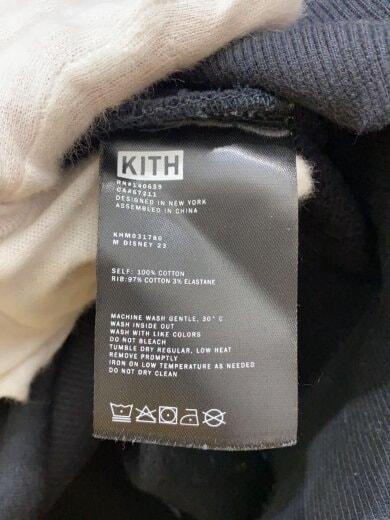 KITH
RN#140659
CA#67211
DESIGNED IN NEW YORK
ASSEMBLED IN CHINA
KHM031780
M DISNEY 23
SELF: 100% COTTON
RIB: 97% COTTON 3% ELASTANE
MACHINE WASH GENTLE, 30° C
WASH INSIDE OUT
WASH WITH LIKE COLORS
DO NOT BLEACH
TUMBLE DRY REGULAR, LOW HEAT
REMOVE PROMPTLY
IRON ON LOW TEMPERATURE AS NEEDED
DO NOT DRY CLEAN